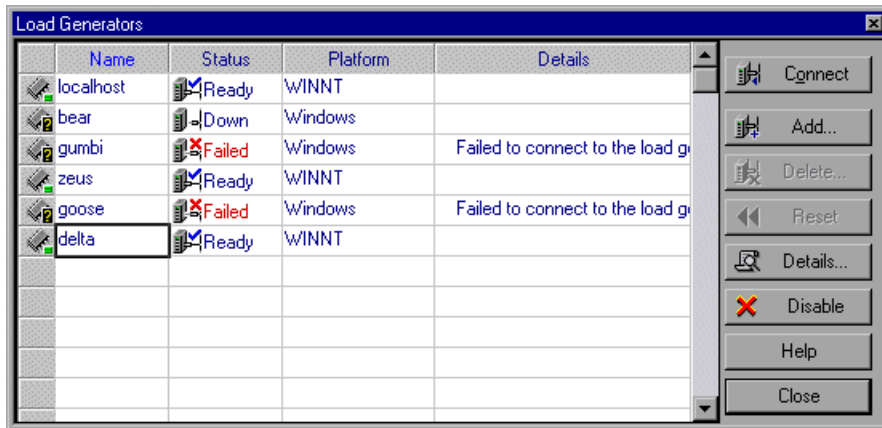 Load Generators
Name Status Platform Details
localhost Ready WINNT
bear Down Windows
gumbi Failed Windows Failed to connect to the load g
zeus Ready WINNT
goose Failed Windows Failed to connect to the load g
delta Ready WINNT
Connect
Add...
Delete...
Reset
Details...
Disable
Help
Close